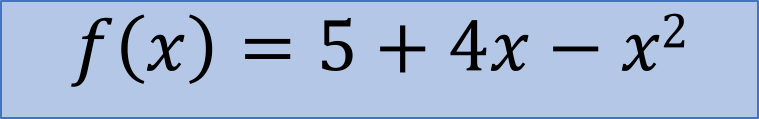 f(x) = 5 + 4x − x²